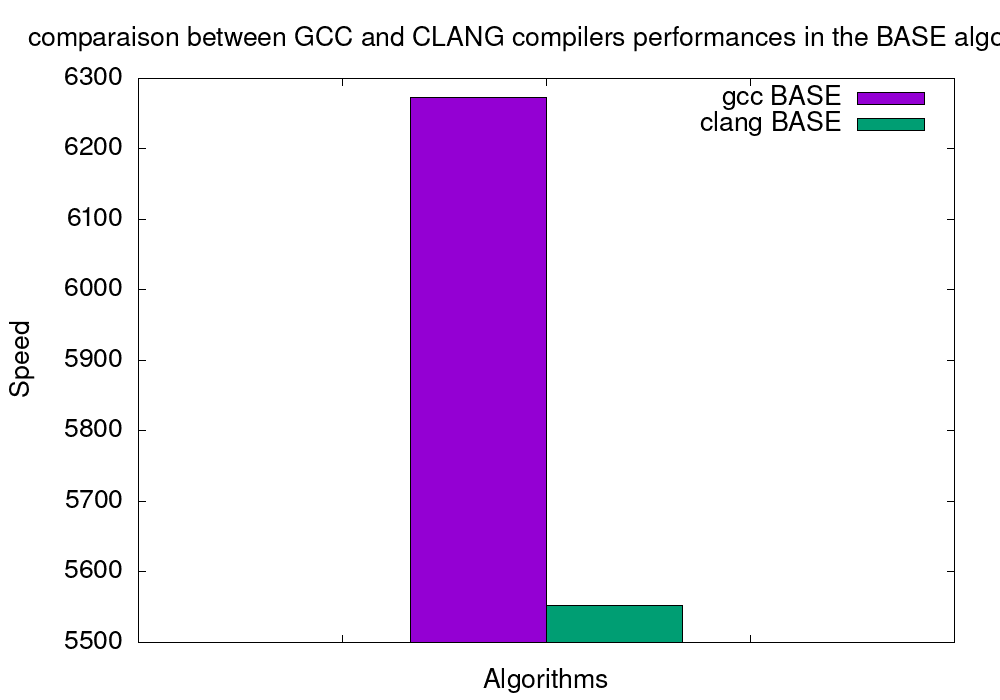 comparaison between GCC and CLANG compilers performances in the BASE algo
6300
gcc BASE
clang BASE
6200
6100
6000
5900
5800
5700
5600
5500
Speed
Algorithms